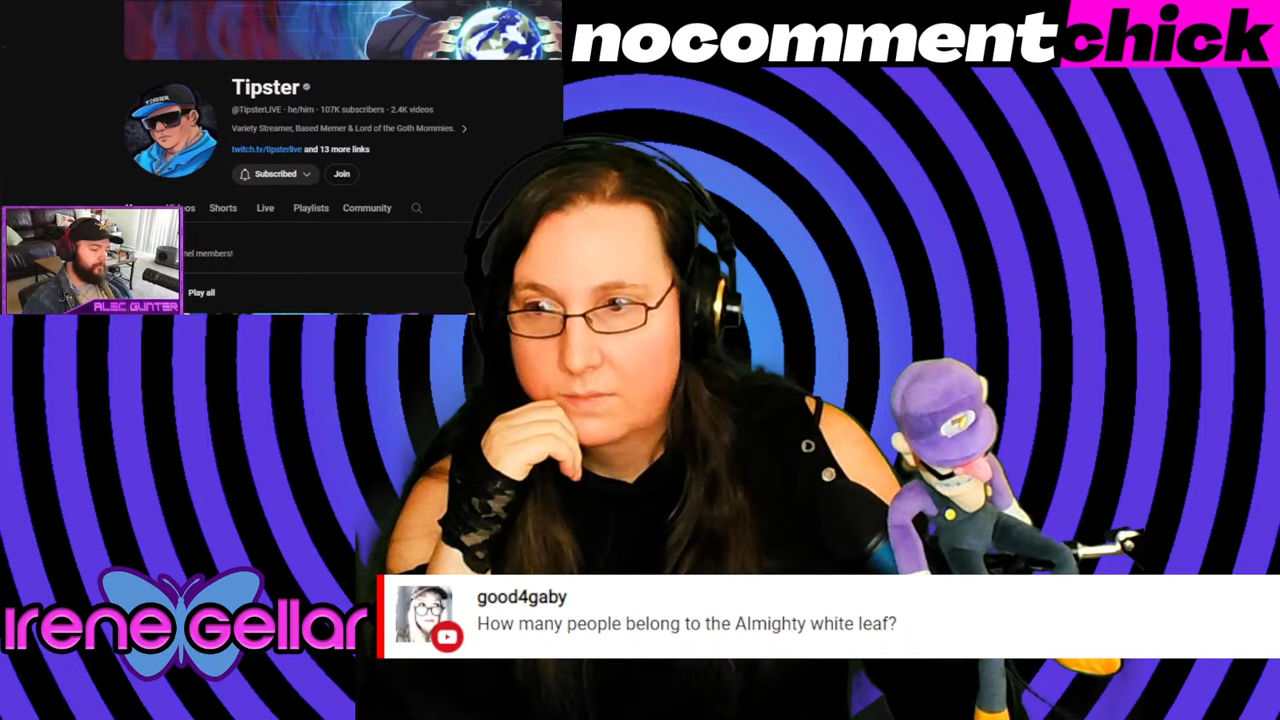 nocommentchick
Tipster
@TipsterLIVE · he/him · 107K subscribers · 2.4K videos
Variety Streamer, Based Memer & Lord of the Goth Mommies.
twitch.tv/tipsterlive and 13 more links
Subscribed
Join
Shorts Live Playlists Community
members!
Play all
ALEC GUNTER
irene gellar
good4gaby
How many people belong to the Almighty white leaf?